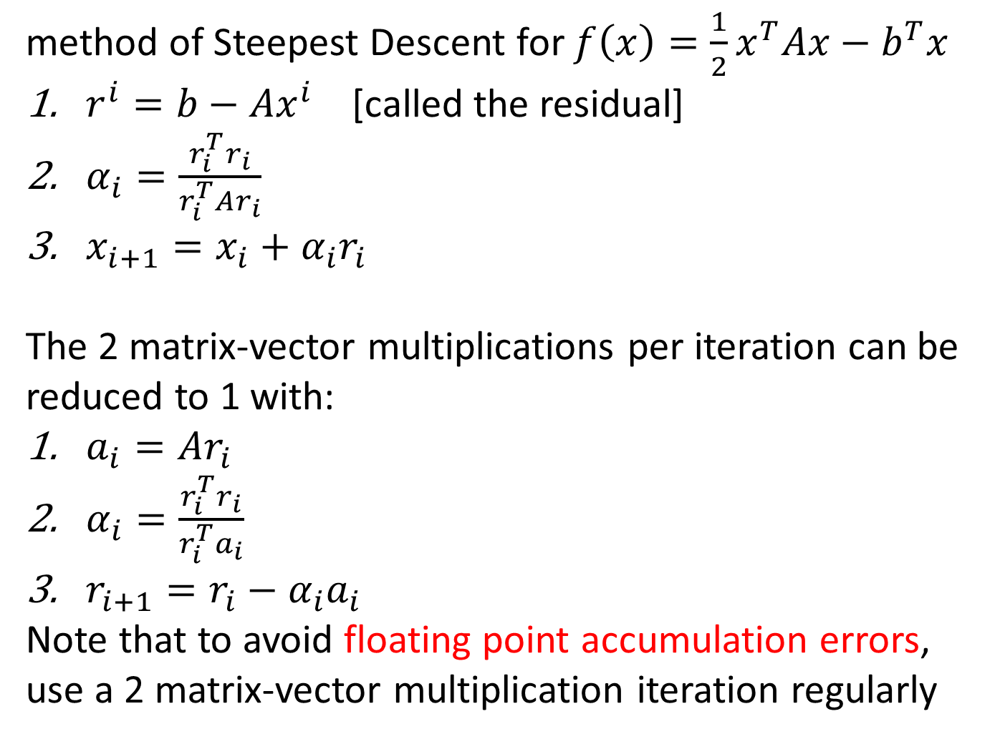 method of Steepest Descent for $f(x) = \frac{1}{2} x^T A x - b^T x$
1. $r^i = b - A x^i$ [called the residual]
2. $\alpha_i = \frac{r_i^T r_i}{r_i^T A r_i}$
3. $x_{i+1} = x_i + \alpha_i r_i$
The 2 matrix-vector multiplications per iteration can be
reduced to 1 with:
1. $a_i = A r_i$
2. $\alpha_i = \frac{r_i^T r_i}{r_i^T a_i}$
3. $r_{i+1} = r_i - \alpha_i a_i$
Note that to avoid floating point accumulation errors,
use a 2 matrix-vector multiplication iteration regularly